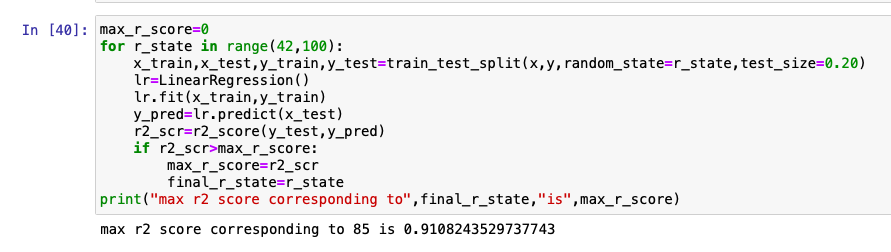 In [40]: max_r_score=0
for r_state in range(42,100):
    x_train,x_test,y_train,y_test=train_test_split(x,y,random_state=r_state,test_size=0.20)
    lr=LinearRegression()
    lr.fit(x_train,y_train)
    y_pred=lr.predict(x_test)
    r2_scr=r2_score(y_test,y_pred)
    if r2_scr>max_r_score:
        max_r_score=r2_scr
        final_r_state=r_state
print("max r2 score corresponding to",final_r_state,"is",max_r_score)
max r2 score corresponding to 85 is 0.9108243529737743